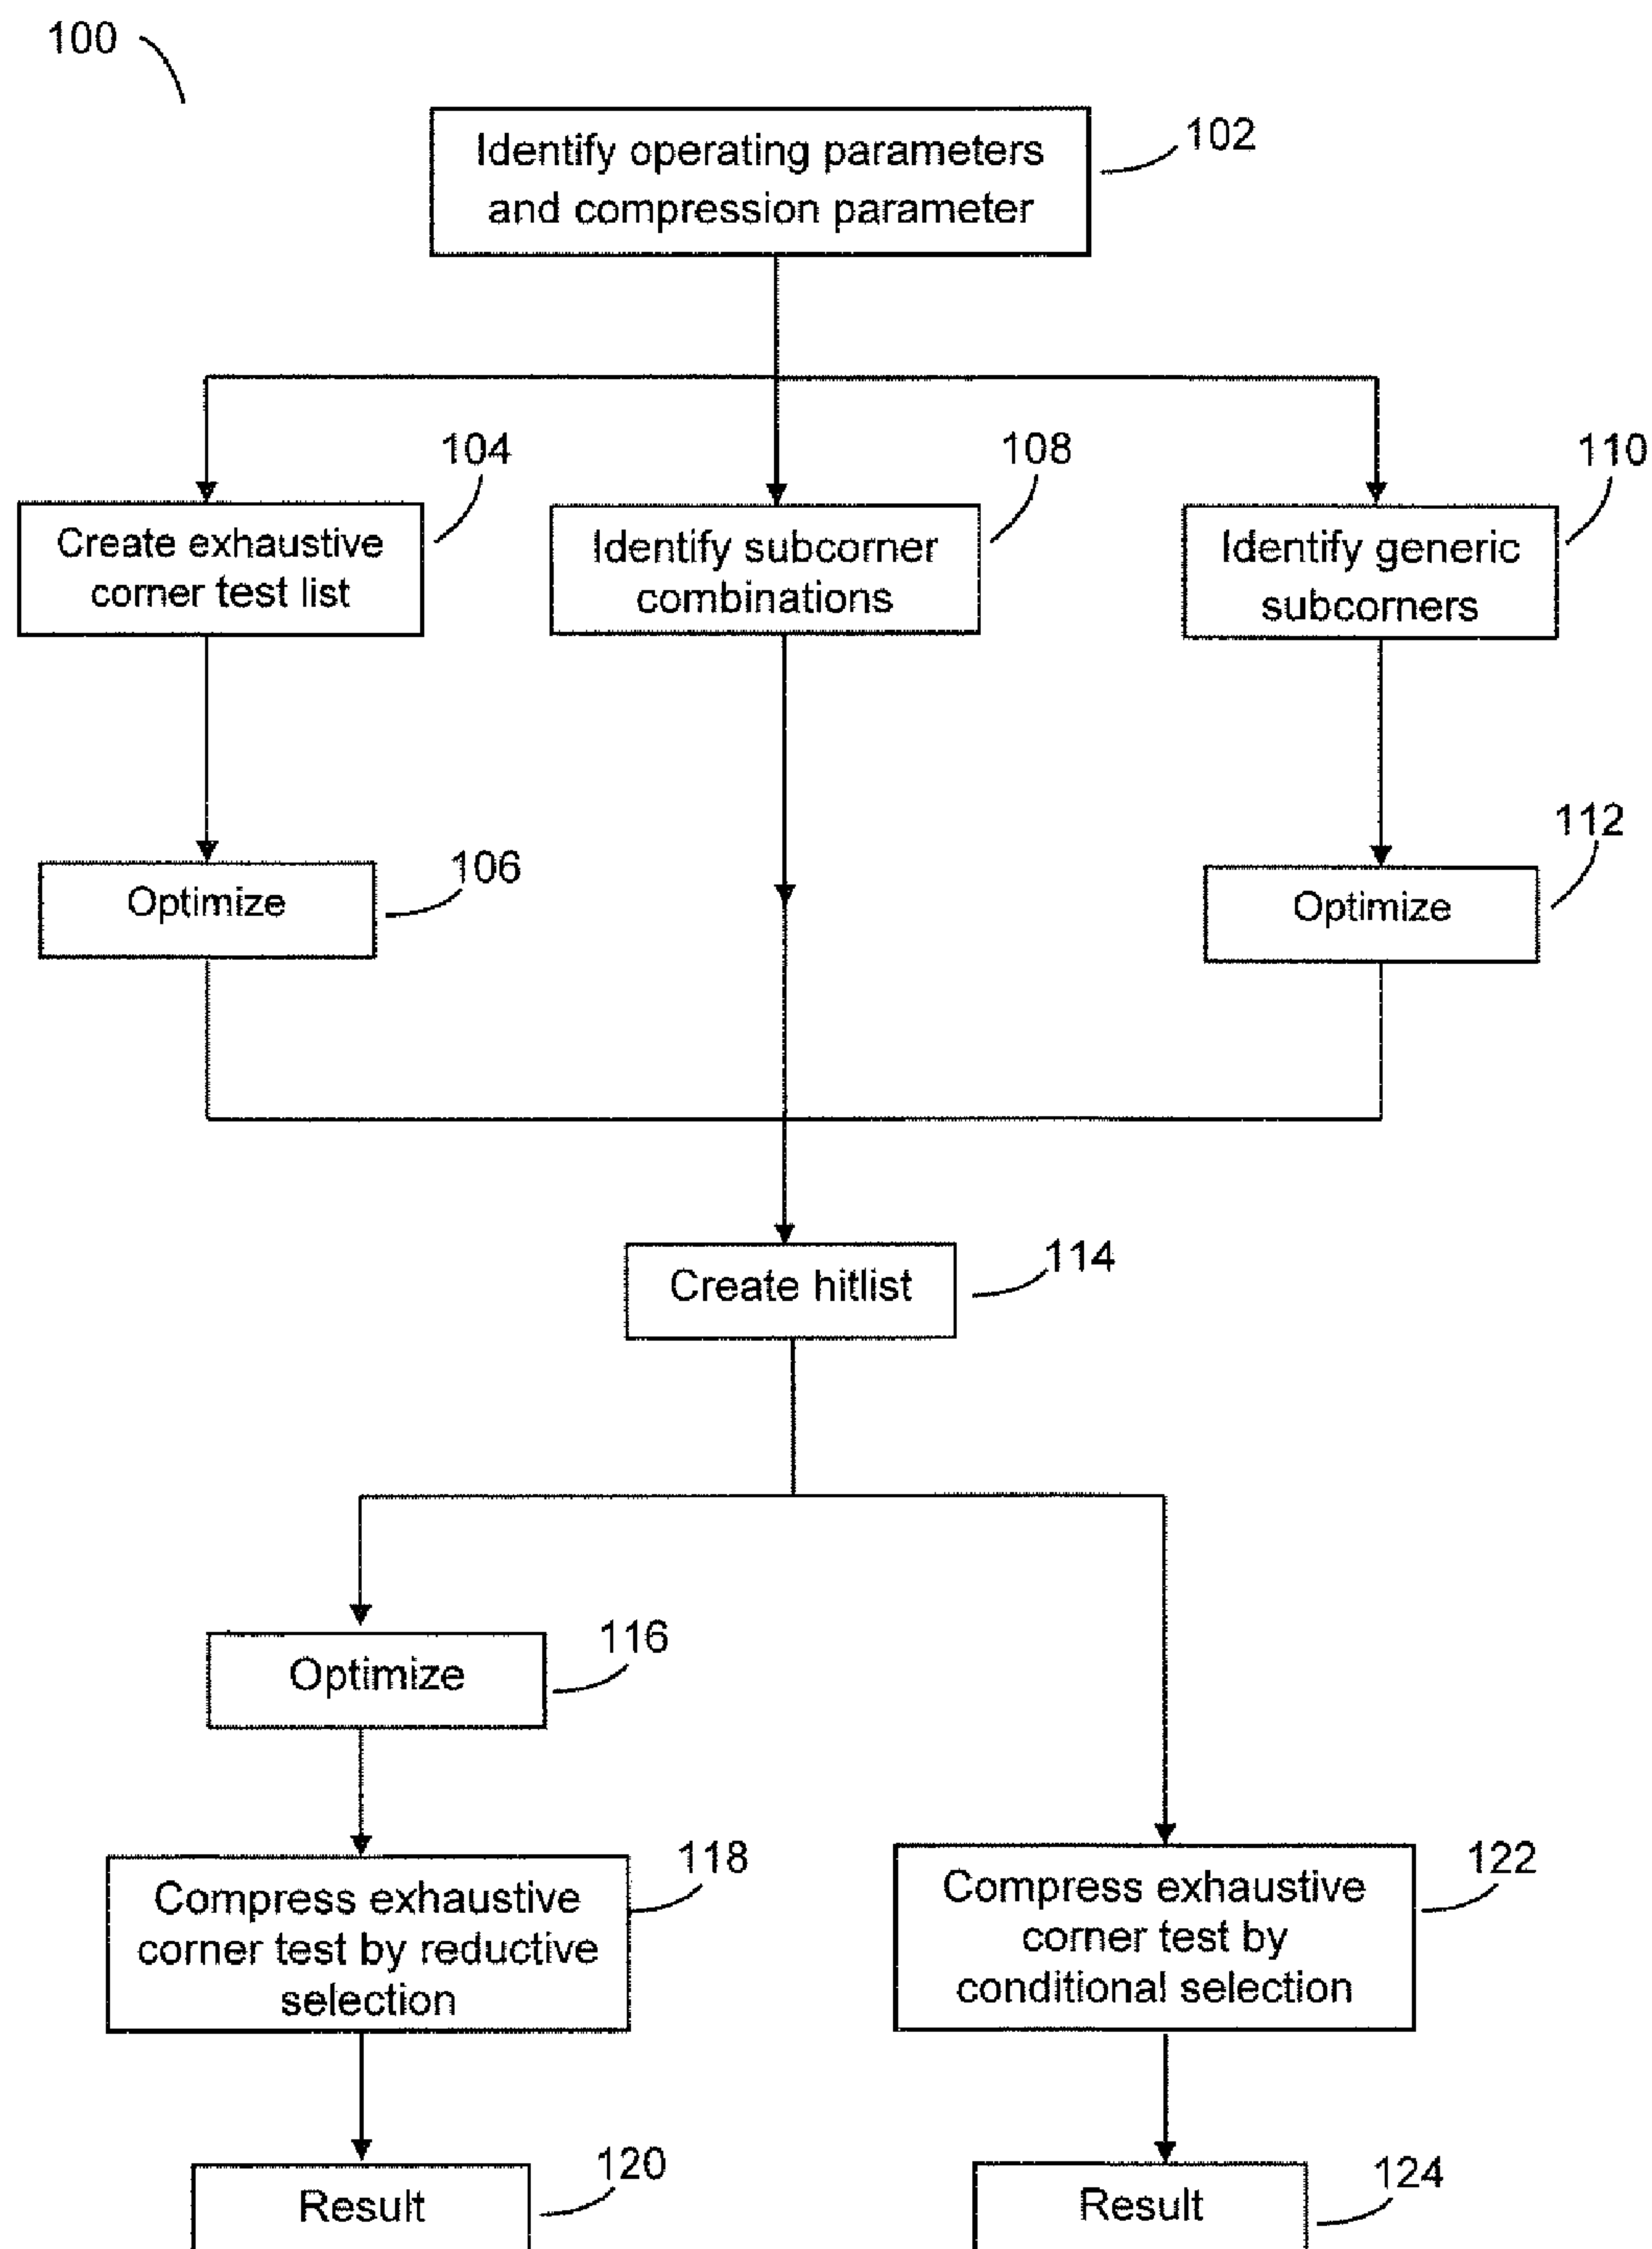 100
Identify operating parameters
and compression parameter
102
104
108
110
Create exhaustive
corner test list
Identify subcorner
combinations
Identify generic
subcorners
112
106
Optimize
Optimize
114
Create hitlist
116
Optimize
118
122
Compress exhaustive
corner test by reductive
selection
Compress exhaustive
corner test by
conditional selection
120
124
Result
Result